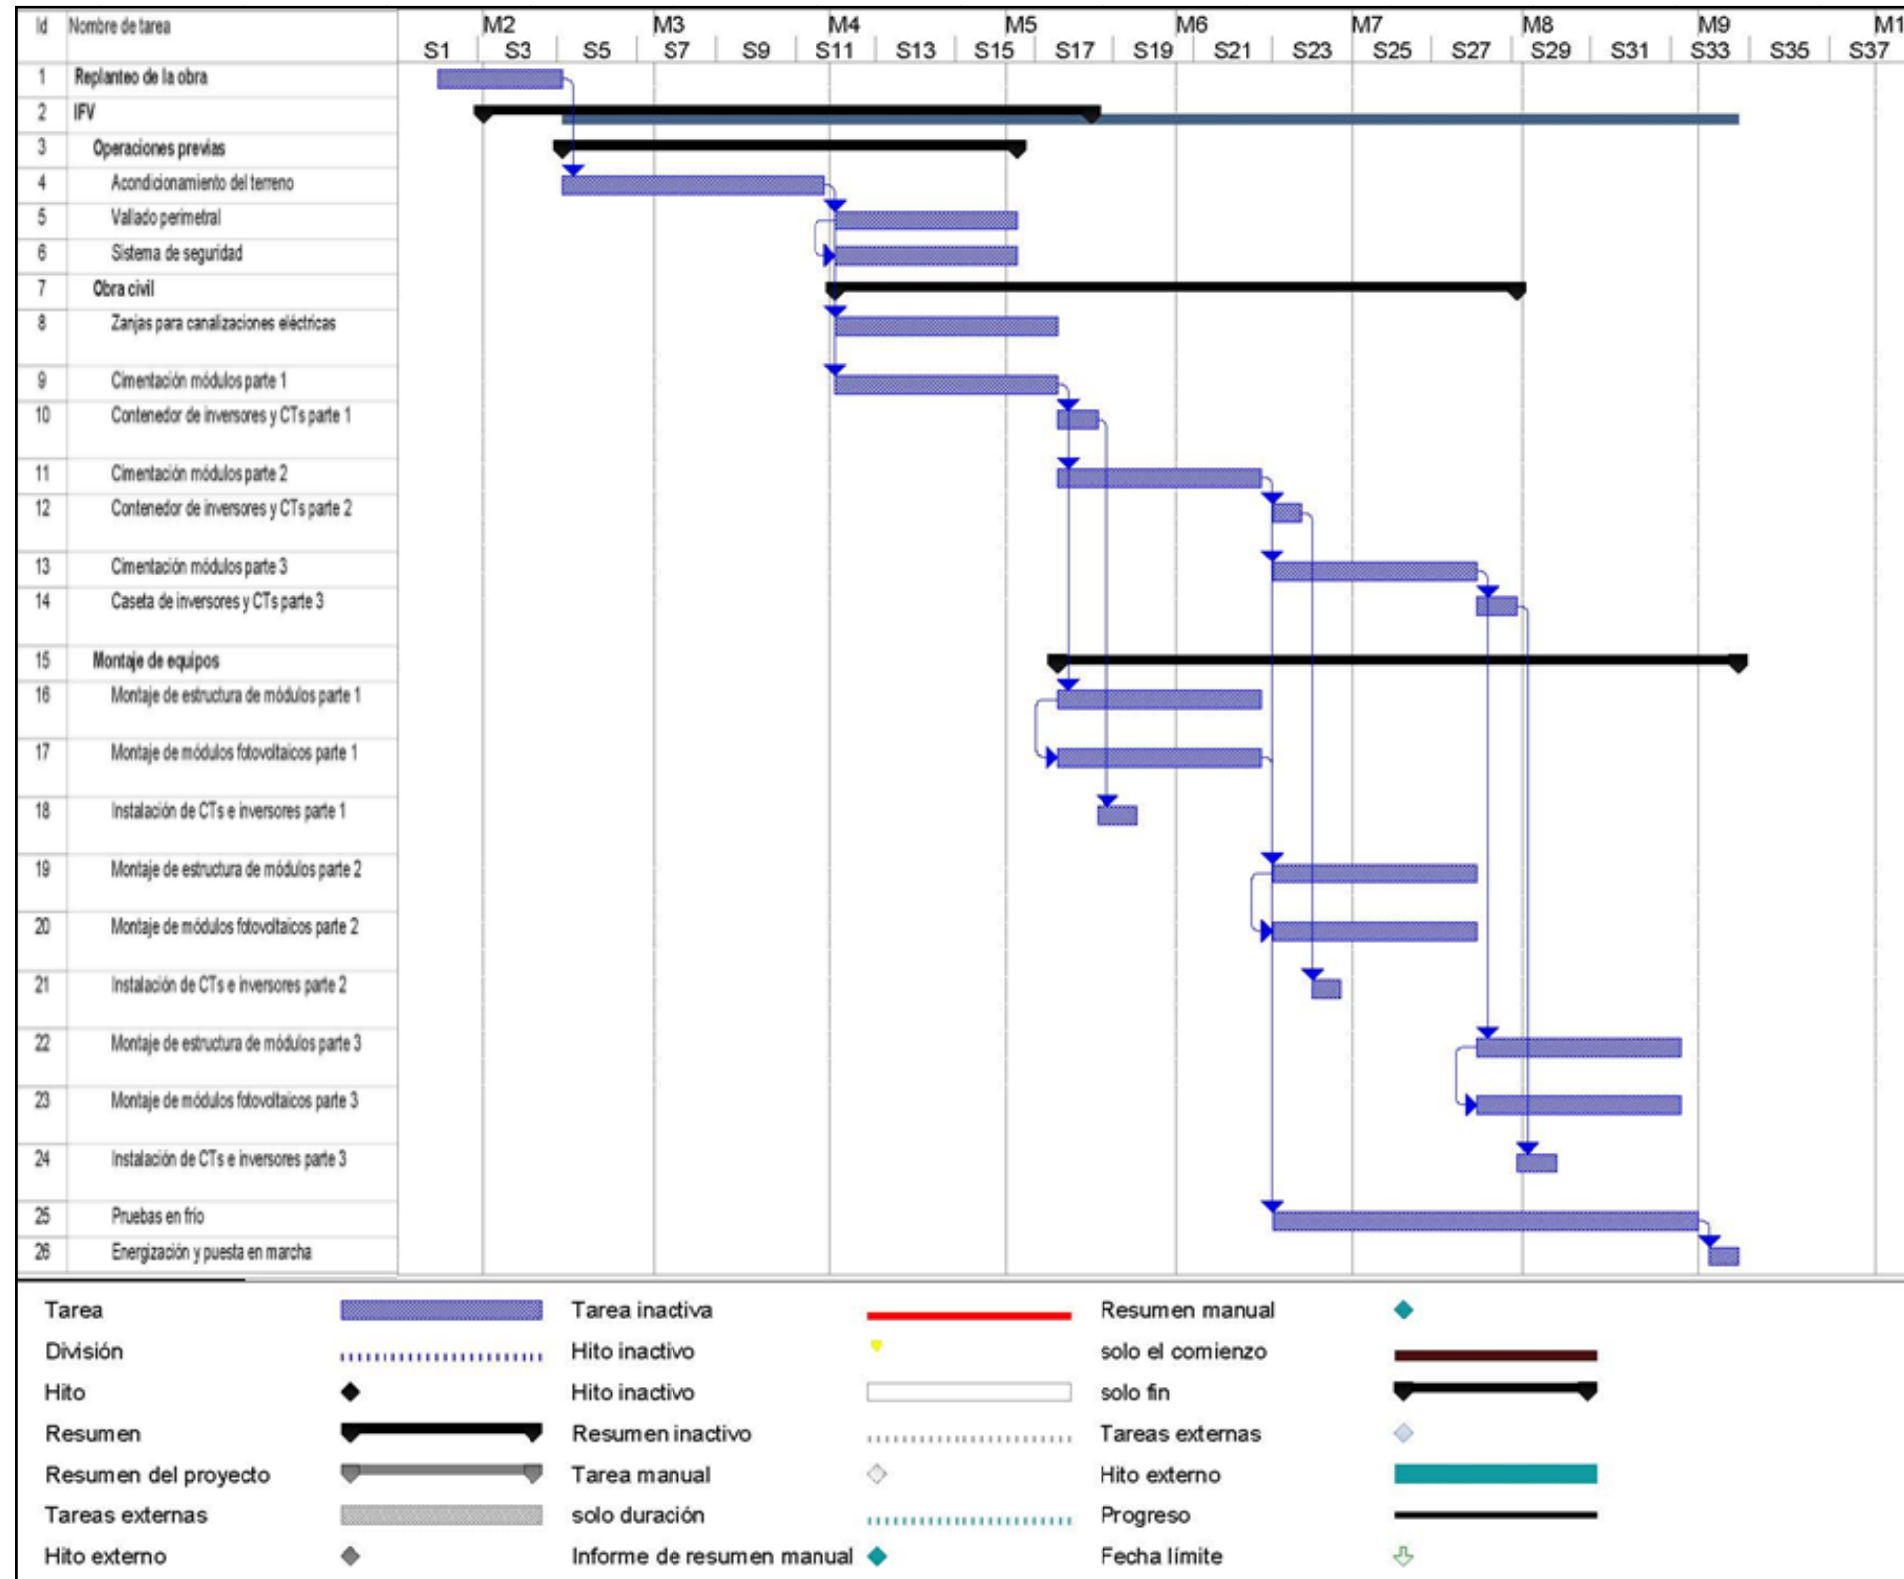 Id Nombre de tarea M2 M3 M4 M5 M6 M7 M8 M9 M1
S1 S3 S5 S7 S9 S11 S13 S15 S17 S19 S21 S23 S25 S27 S29 S31 S33 S35 S37
1 Replanteo de la obra
2 IFV
3 Operaciones previas
4 Acondicionamiento del terreno
5 Vallado perimetral
6 Sistema de seguridad
7 Obra civil
8 Zanjas para canalizaciones eléctricas
9 Cimentación módulos parte 1
10 Contenedor de inversores y CTs parte 1
11 Cimentación módulos parte 2
12 Contenedor de inversores y CTs parte 2
13 Cimentación módulos parte 3
14 Caseta de inversores y CTs parte 3
15 Montaje de equipos
16 Montaje de estructura de módulos parte 1
17 Montaje de módulos fotovoltaicos parte 1
18 Instalación de CTs e inversores parte 1
19 Montaje de estructura de módulos parte 2
20 Montaje de módulos fotovoltaicos parte 2
21 Instalación de CTs e inversores parte 2
22 Montaje de estructura de módulos parte 3
23 Montaje de módulos fotovoltaicos parte 3
24 Instalación de CTs e inversores parte 3
25 Pruebas en frío
26 Energización y puesta en marcha
Tarea Tarea inactiva Resumen manual
División Hito inactivo solo el comienzo
Hito Hito inactivo solo fin
Resumen Resumen inactivo Tareas externas
Resumen del proyecto Tarea manual Hito externo
Tareas externas solo duración Progreso
Hito externo Informe de resumen manual Fecha límite